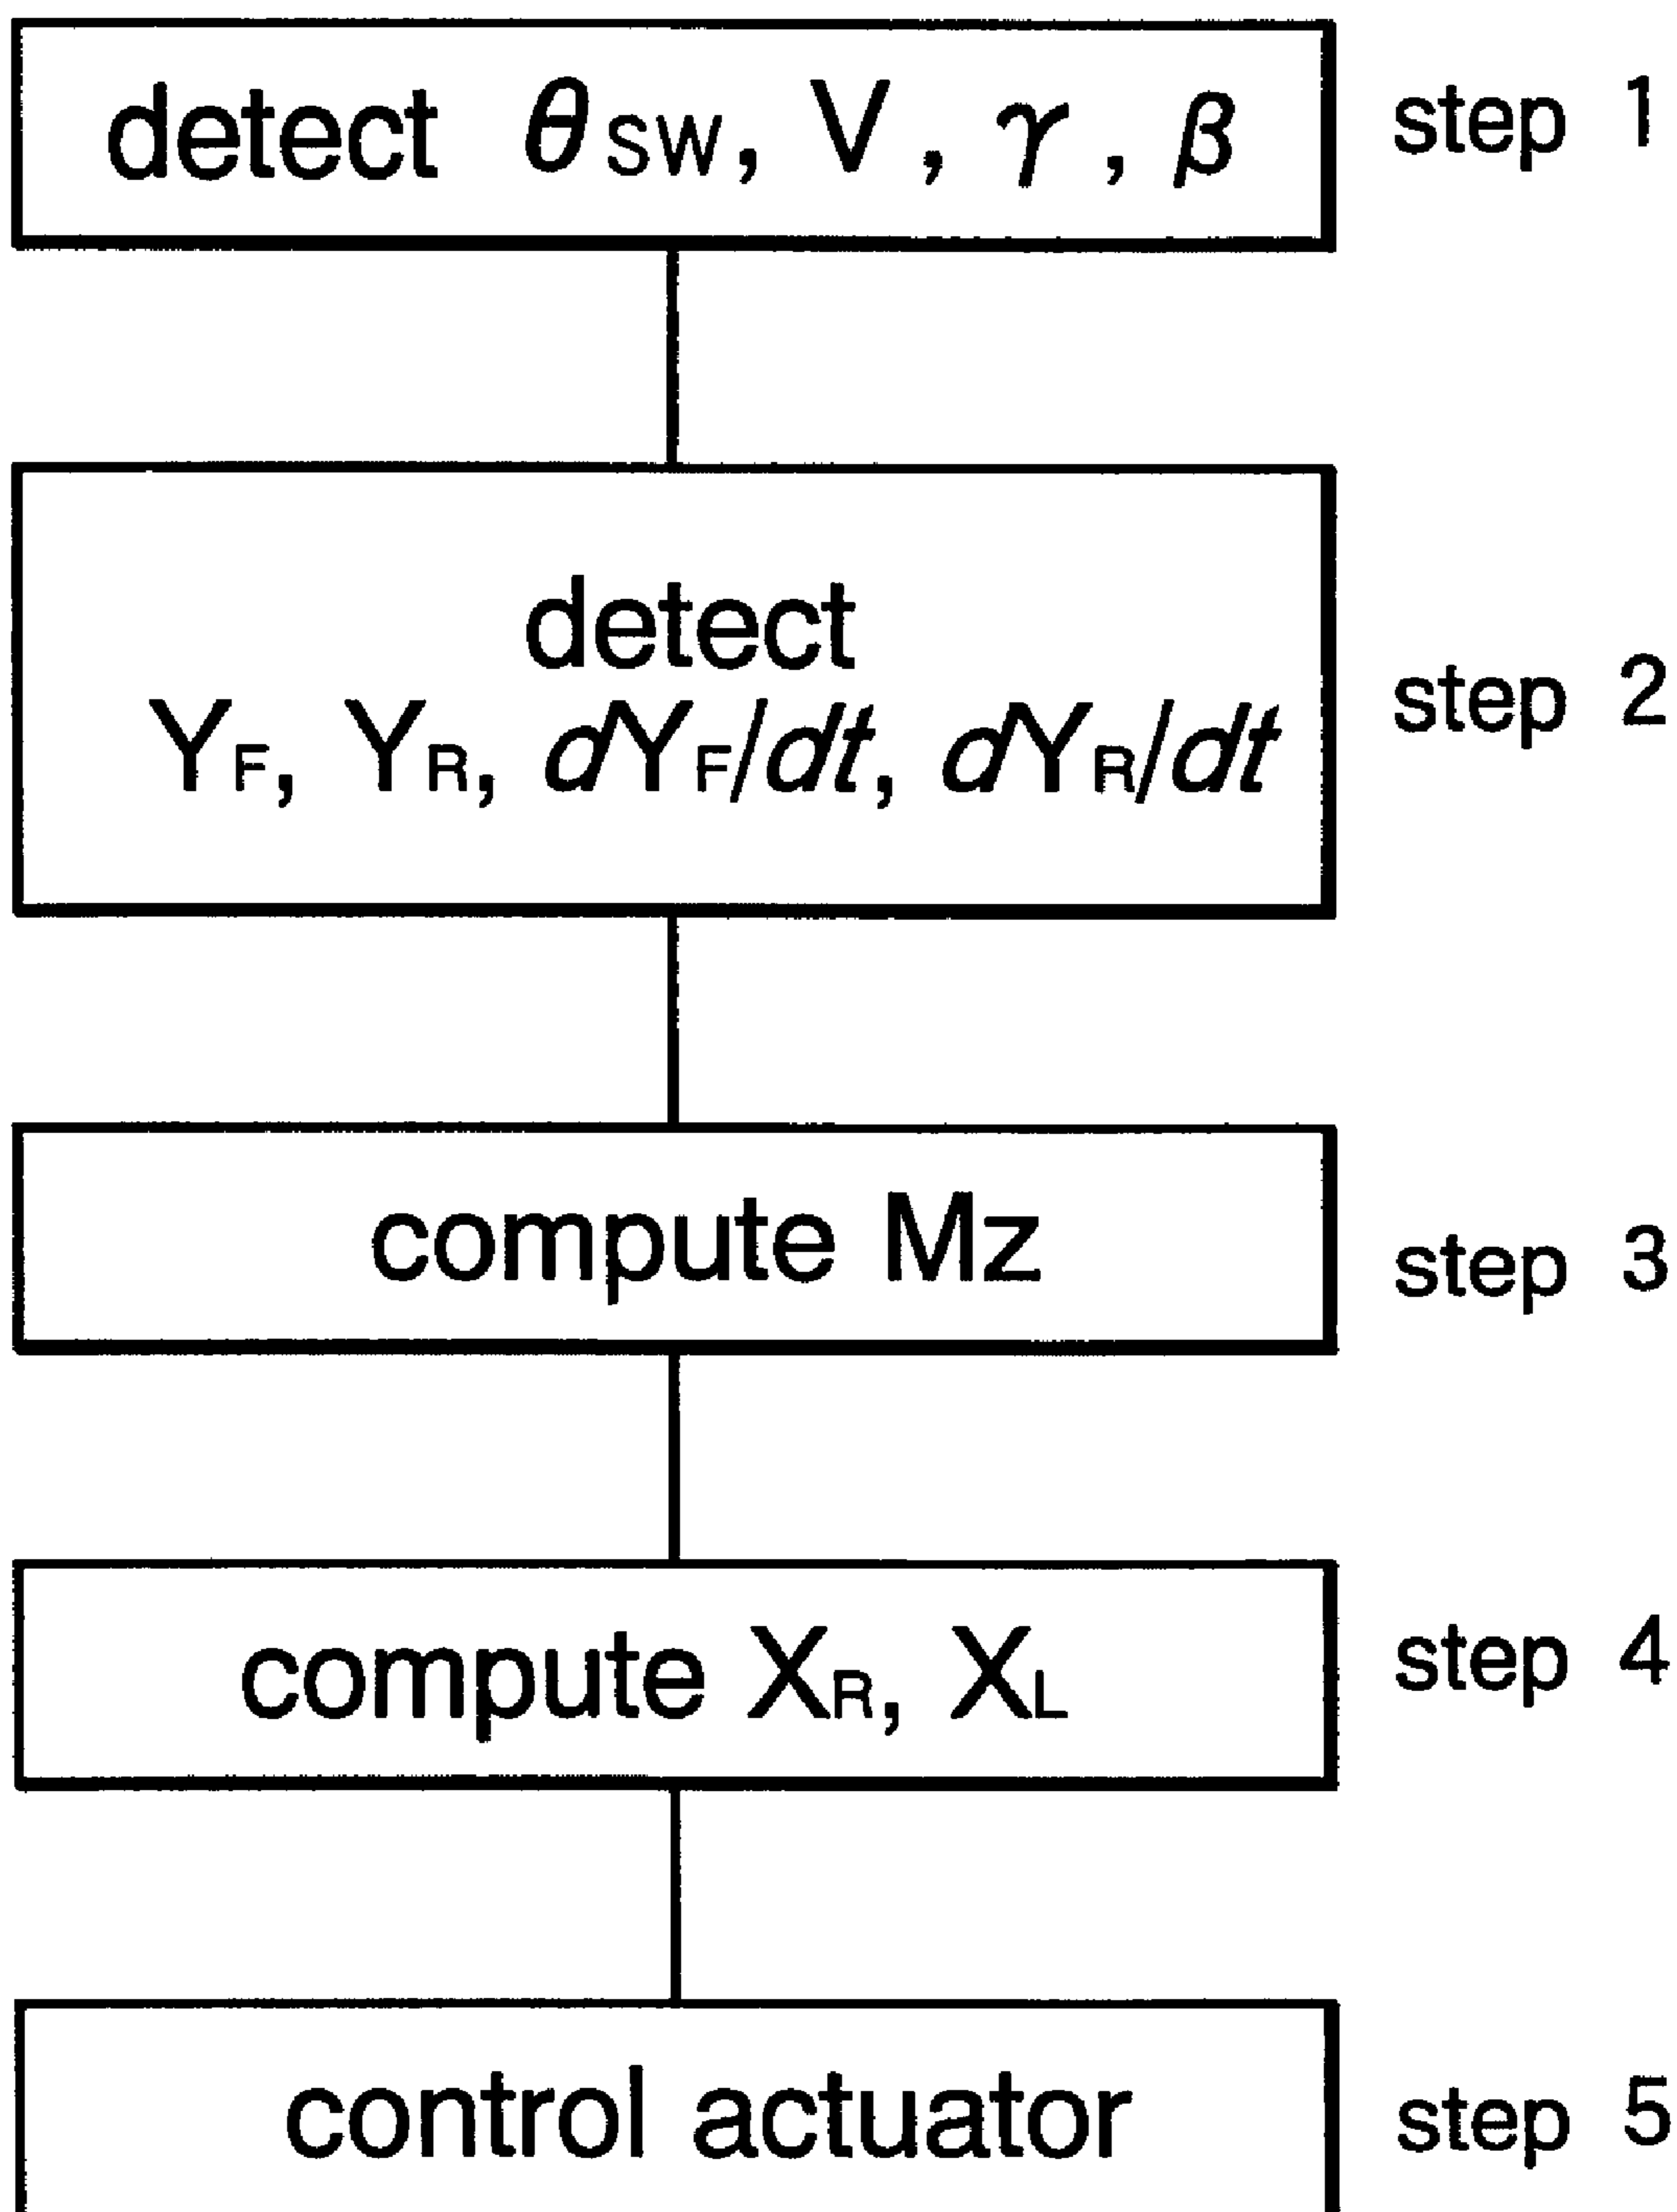 detect θSW, V, γ, β step 1
detect
YF, YR, dYF/dt, dYR/dt step 2
compute Mz step 3
compute XR, XL step 4
control actuator step 5